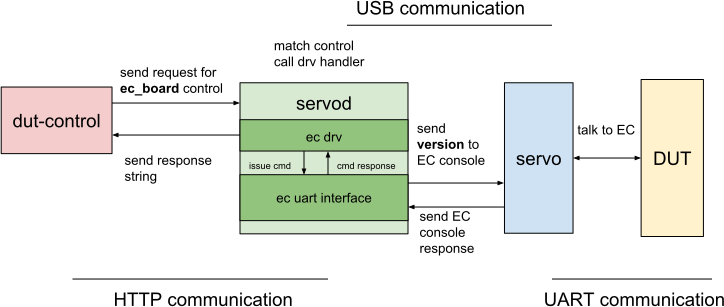 USB communication
match control
call drv handler
send request for
ec_board control
dut-control
servod
ec drv
send response
string
issue cmd
cmd response
ec uart interface
send
version to
EC console
send EC
console
response
servo
talk to EC
DUT
HTTP communication
UART communication